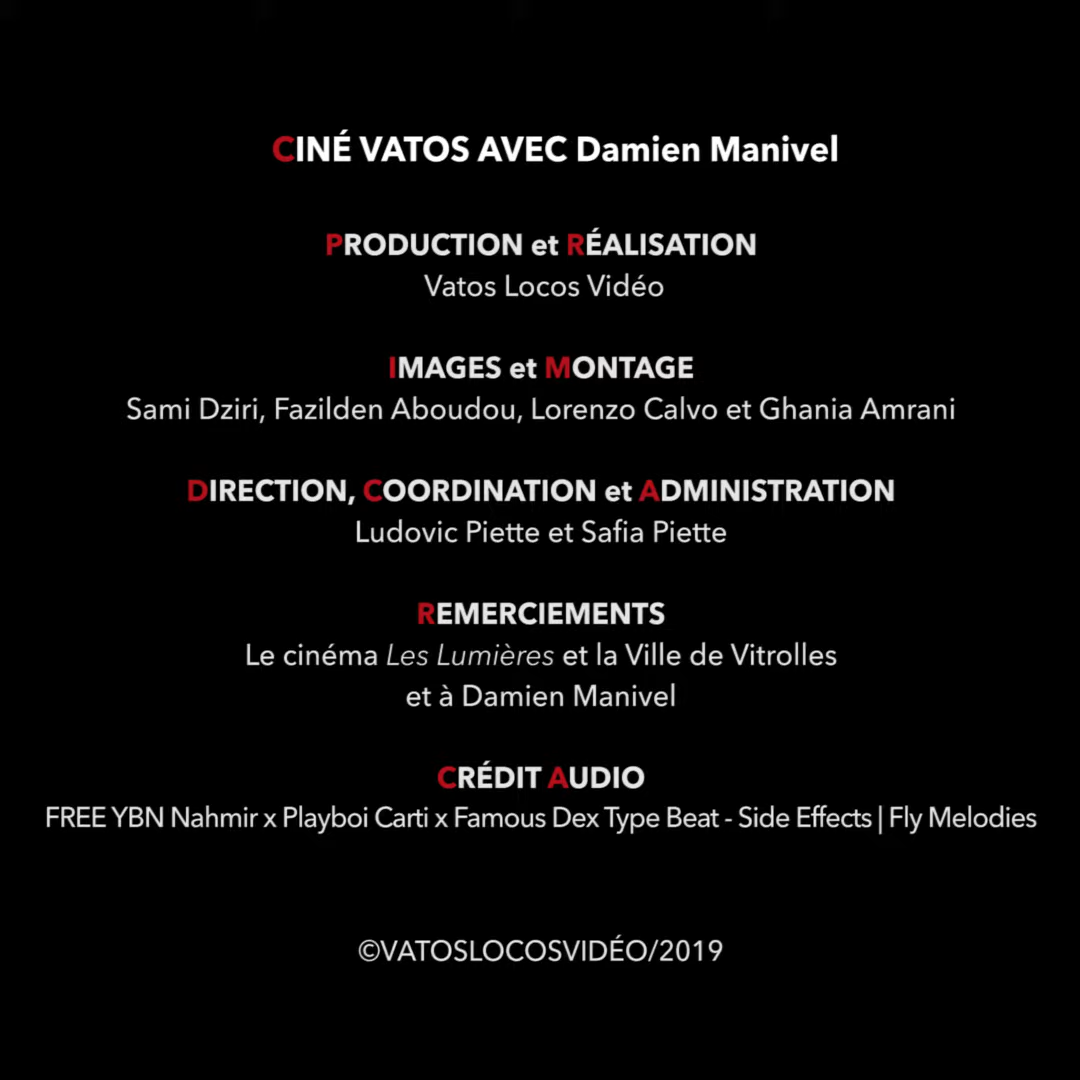 CINÉ VATOS AVEC Damien Manivel
PRODUCTION et RÉALISATION
Vatos Locos Vidéo
IMAGES et MONTAGE
Sami Dziri, Fazilden Aboudou, Lorenzo Calvo et Ghania Amrani
DIRECTION, COORDINATION et ADMINISTRATION
Ludovic Piette et Safia Piette
REMERCIEMENTS
Le cinéma Les Lumières et la Ville de Vitrolles
et à Damien Manivel
CRÉDIT AUDIO
FREE YBN Nahmir x Playboi Carti x Famous Dex Type Beat - Side Effects | Fly Melodies
©VATOSLOCOSVIDÉO/2019